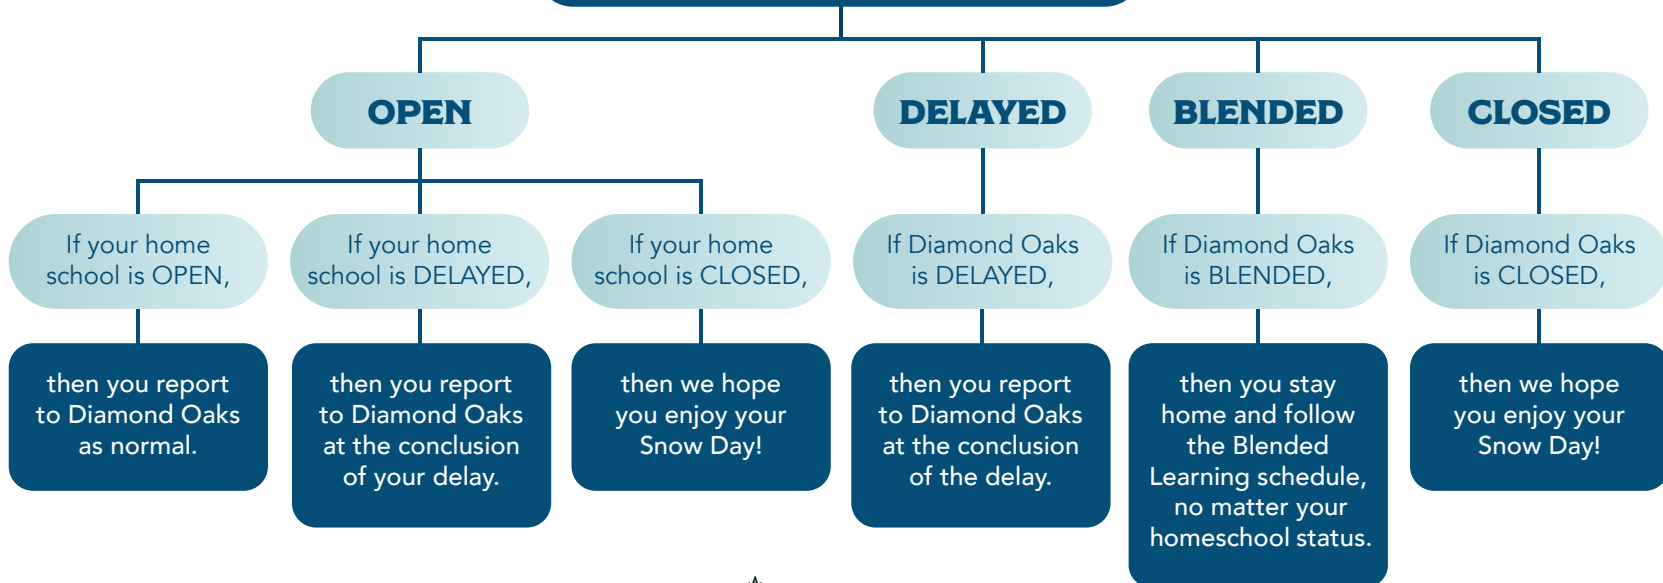 OPEN
DELAYED
BLENDED
CLOSED
If your home
school is OPEN,
If your home
school is DELAYED,
If your home
school is CLOSED,
If Diamond Oaks
is DELAYED,
If Diamond Oaks
is BLENDED,
If Diamond Oaks
is CLOSED,
then you report
to Diamond Oaks
as normal.
then you report
to Diamond Oaks
at the conclusion
of your delay.
then we hope
you enjoy your
Snow Day!
then you report
to Diamond Oaks
at the conclusion
of the delay.
then you stay
home and follow
the Blended
Learning schedule,
no matter your
homeschool status.
then we hope
you enjoy your
Snow Day!